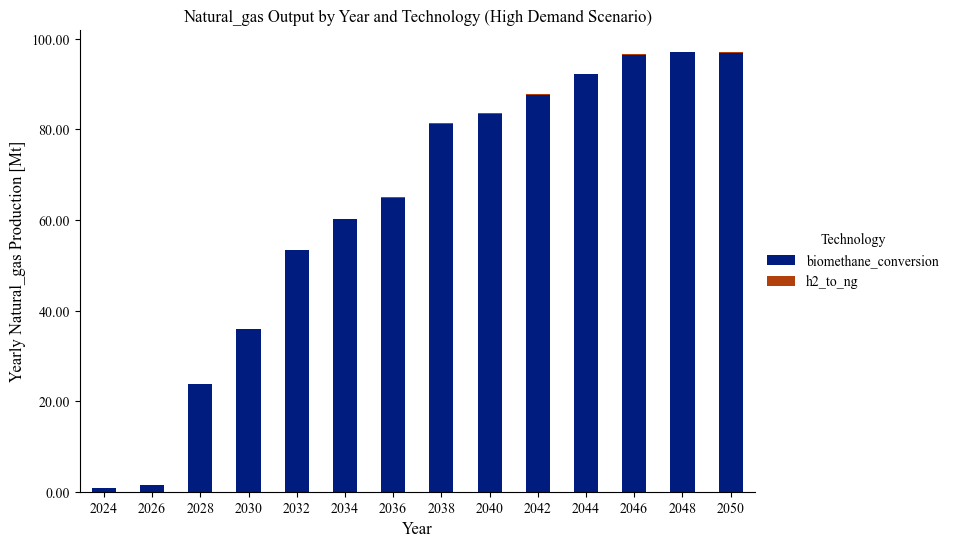 Natural_gas Output by Year and Technology (High Demand Scenario)
Yearly Natural_gas Production [Mt]
100.00
80.00
60.00
40.00
20.00
0.00
2024 2026 2028 2030 2032 2034 2036 2038 2040 2042 2044 2046 2048 2050
Year
Technology
biomethane_conversion
h2_to_ng